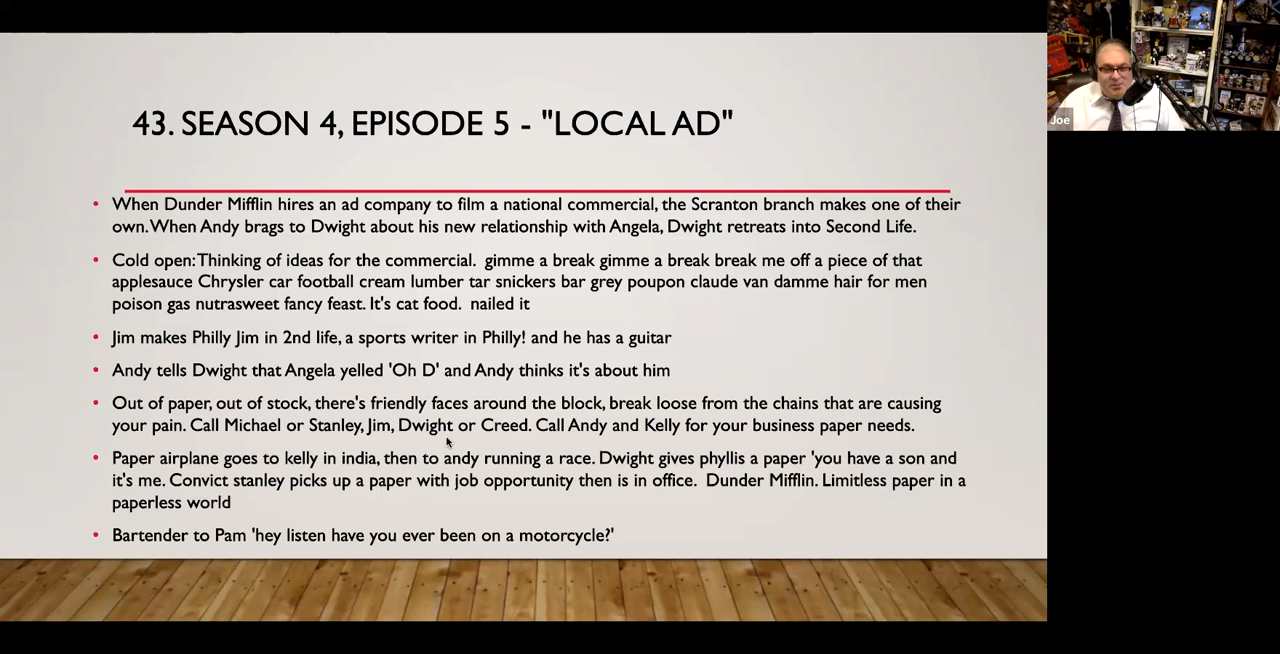 43. SEASON 4, EPISODE 5 - "LOCAL AD"
• When Dunder Mifflin hires an ad company to film a national commercial, the Scranton branch makes one of their
own. When Andy brags to Dwight about his new relationship with Angela, Dwight retreats into Second Life.
• Cold open: Thinking of ideas for the commercial.  gimme a break gimme a break break me off a piece of that
applesauce Chrysler car football cream lumber tar snickers bar grey poupon claude van damme hair for men
poison gas nutrasweet fancy feast. It's cat food.  nailed it
• Jim makes Philly Jim in 2nd life, a sports writer in Philly! and he has a guitar
• Andy tells Dwight that Angela yelled 'Oh D' and Andy thinks it's about him
• Out of paper, out of stock, there's friendly faces around the block, break loose from the chains that are causing
your pain. Call Michael or Stanley, Jim, Dwight or Creed. Call Andy and Kelly for your business paper needs.
• Paper airplane goes to kelly in india, then to andy running a race. Dwight gives phyllis a paper 'you have a son and
it's me. Convict stanley picks up a paper with job opportunity then is in office.  Dunder Mifflin. Limitless paper in a
paperless world
• Bartender to Pam 'hey listen have you ever been on a motorcycle?'
Joe